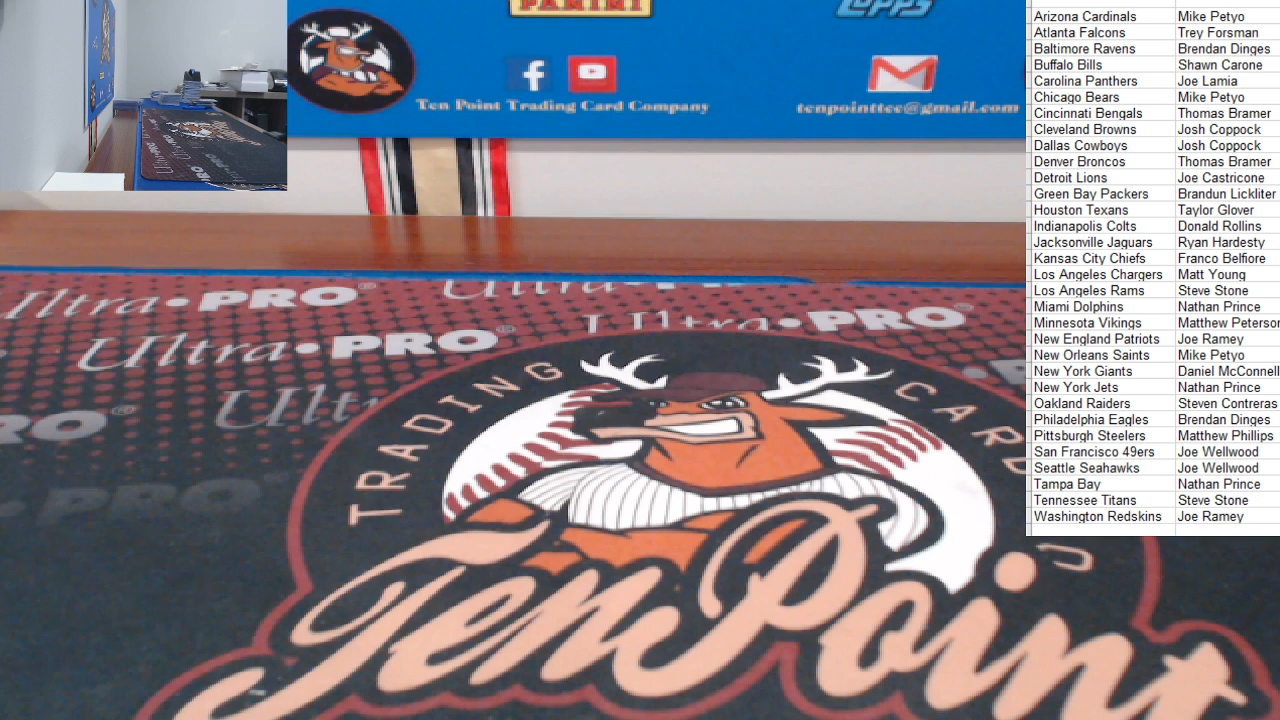 PANINI
TOPPS
Ten Point Trading Card Company
tenpointtcc@gmail.com
Arizona Cardinals Mike Petyo
Atlanta Falcons Trey Forsman
Baltimore Ravens Brendan Dinges
Buffalo Bills Shawn Carone
Carolina Panthers Joe Lamia
Chicago Bears Mike Petyo
Cincinnati Bengals Thomas Bramer
Cleveland Browns Josh Coppock
Dallas Cowboys Josh Coppock
Denver Broncos Thomas Bramer
Detroit Lions Joe Castricone
Green Bay Packers Brandun Lickliter
Houston Texans Taylor Glover
Indianapolis Colts Donald Rollins
Jacksonville Jaguars Ryan Hardesty
Kansas City Chiefs Franco Belfiore
Los Angeles Chargers Matt Young
Los Angeles Rams Steve Stone
Miami Dolphins Nathan Prince
Minnesota Vikings Matthew Peterson
New England Patriots Joe Ramey
New Orleans Saints Mike Petyo
New York Giants Daniel McConnell
New York Jets Nathan Prince
Oakland Raiders Steven Contreras
Philadelphia Eagles Brendan Dinges
Pittsburgh Steelers Matthew Phillips
San Francisco 49ers Joe Wellwood
Seattle Seahawks Joe Wellwood
Tampa Bay Nathan Prince
Tennessee Titans Steve Stone
Washington Redskins Joe Ramey
Ultra•PRO®
Ultra
Ultra•PRO®
Ultra•PRO®
Ult
RO®
PRO
TRADING CARD
Ten Point